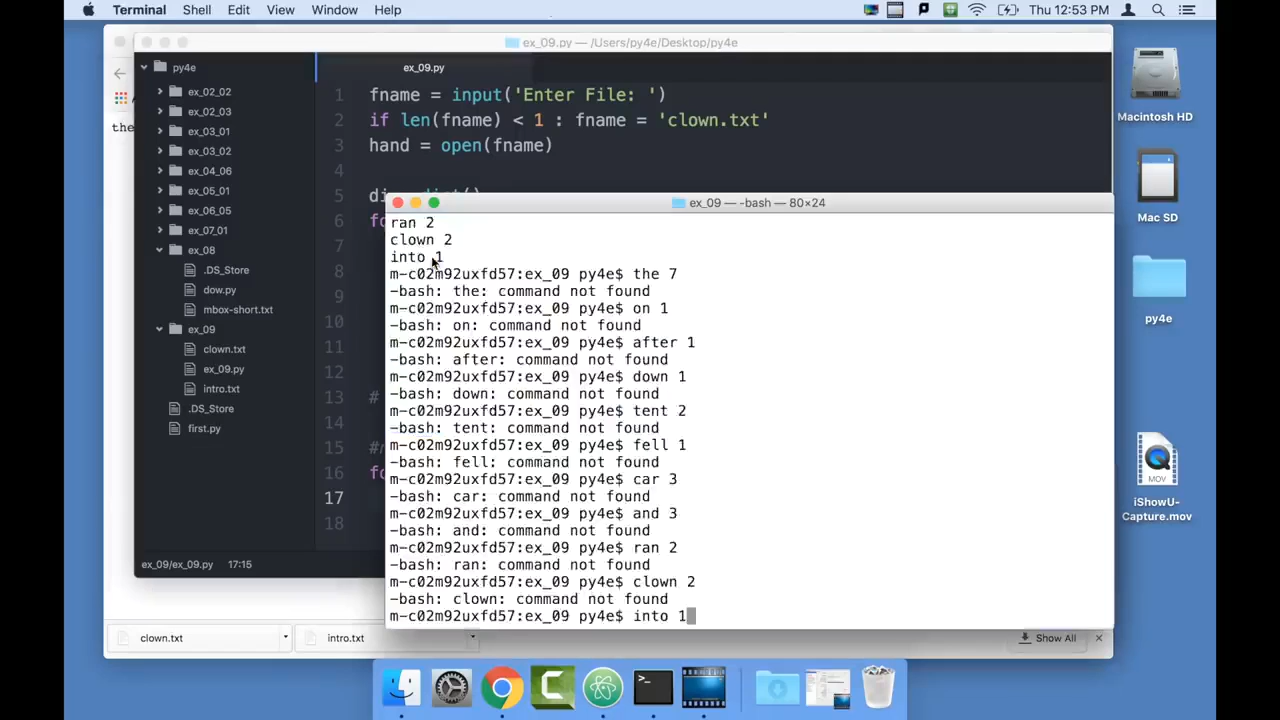 Terminal Shell Edit View Window Help Thu 12:53 PM
ex_09.py — /Users/py4e/Desktop/py4e
py4e
ex_02_02
ex_02_03
ex_03_01
ex_03_02
ex_04_06
ex_05_01
ex_06_05
ex_07_01
ex_08
.DS_Store
dow.py
mbox-short.txt
ex_09
clown.txt
ex_09.py
intro.txt
.DS_Store
first.py
ex_09/ex_09.py 17:15
the
ex_09.py
1 fname = input('Enter File: ')
2 if len(fname) < 1 : fname = 'clown.txt'
3 hand = open(fname)
4
5
6
7
8
9
10
11
12
13 #
14
15
16
17
18
ex_09 — -bash — 80×24
ran 2
clown 2
into 1
m-c02m92uxfd57:ex_09 py4e$ the 7
-bash: the: command not found
m-c02m92uxfd57:ex_09 py4e$ on 1
-bash: on: command not found
m-c02m92uxfd57:ex_09 py4e$ after 1
-bash: after: command not found
m-c02m92uxfd57:ex_09 py4e$ down 1
-bash: down: command not found
m-c02m92uxfd57:ex_09 py4e$ tent 2
-bash: tent: command not found
m-c02m92uxfd57:ex_09 py4e$ fell 1
-bash: fell: command not found
m-c02m92uxfd57:ex_09 py4e$ car 3
-bash: car: command not found
m-c02m92uxfd57:ex_09 py4e$ and 3
-bash: and: command not found
m-c02m92uxfd57:ex_09 py4e$ ran 2
-bash: ran: command not found
m-c02m92uxfd57:ex_09 py4e$ clown 2
-bash: clown: command not found
m-c02m92uxfd57:ex_09 py4e$ into 1
clown.txt intro.txt Show All
Macintosh HD
Mac SD
py4e
MOV
iShowU-
Capture.mov